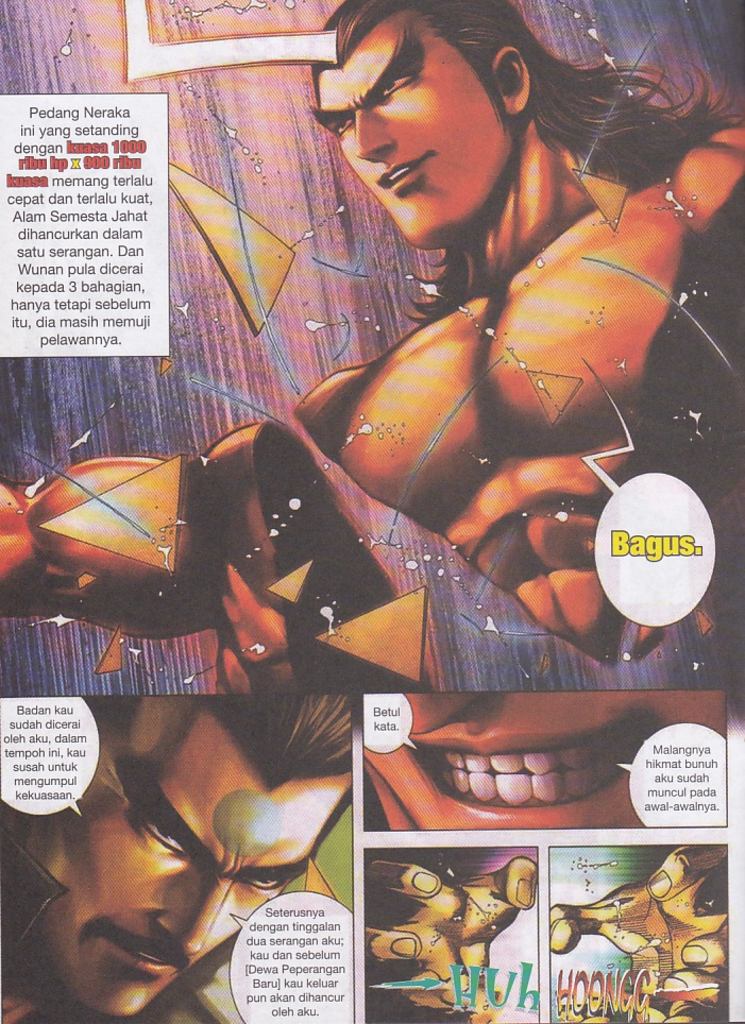 Pedang Neraka
ini yang setanding
dengan kuasa 1000
ribu hp x 900 ribu
kuasa memang terlalu
cepat dan terlalu kuat,
Alam Semesta Jahat
dihancurkan dalam
satu serangan. Dan
Wunan pula dicerai
kepada 3 bahagian,
hanya tetapi sebelum
itu, dia masih memuji
pelawannya.
Bagus.
Badan kau
sudah dicerai
oleh aku, dalam
tempoh ini, kau
susah untuk
mengumpul
kekuasaan.
Seterusnya
dengan tinggalan
dua serangan aku;
kau dan sebelum
[Dewa Peperangan
Baru] kau keluar
pun akan dihancur
oleh aku.
Betul
kata.
Malangnya
hikmat bunuh
aku sudah
muncul pada
awal-awalnya.
HUh
HOONGG